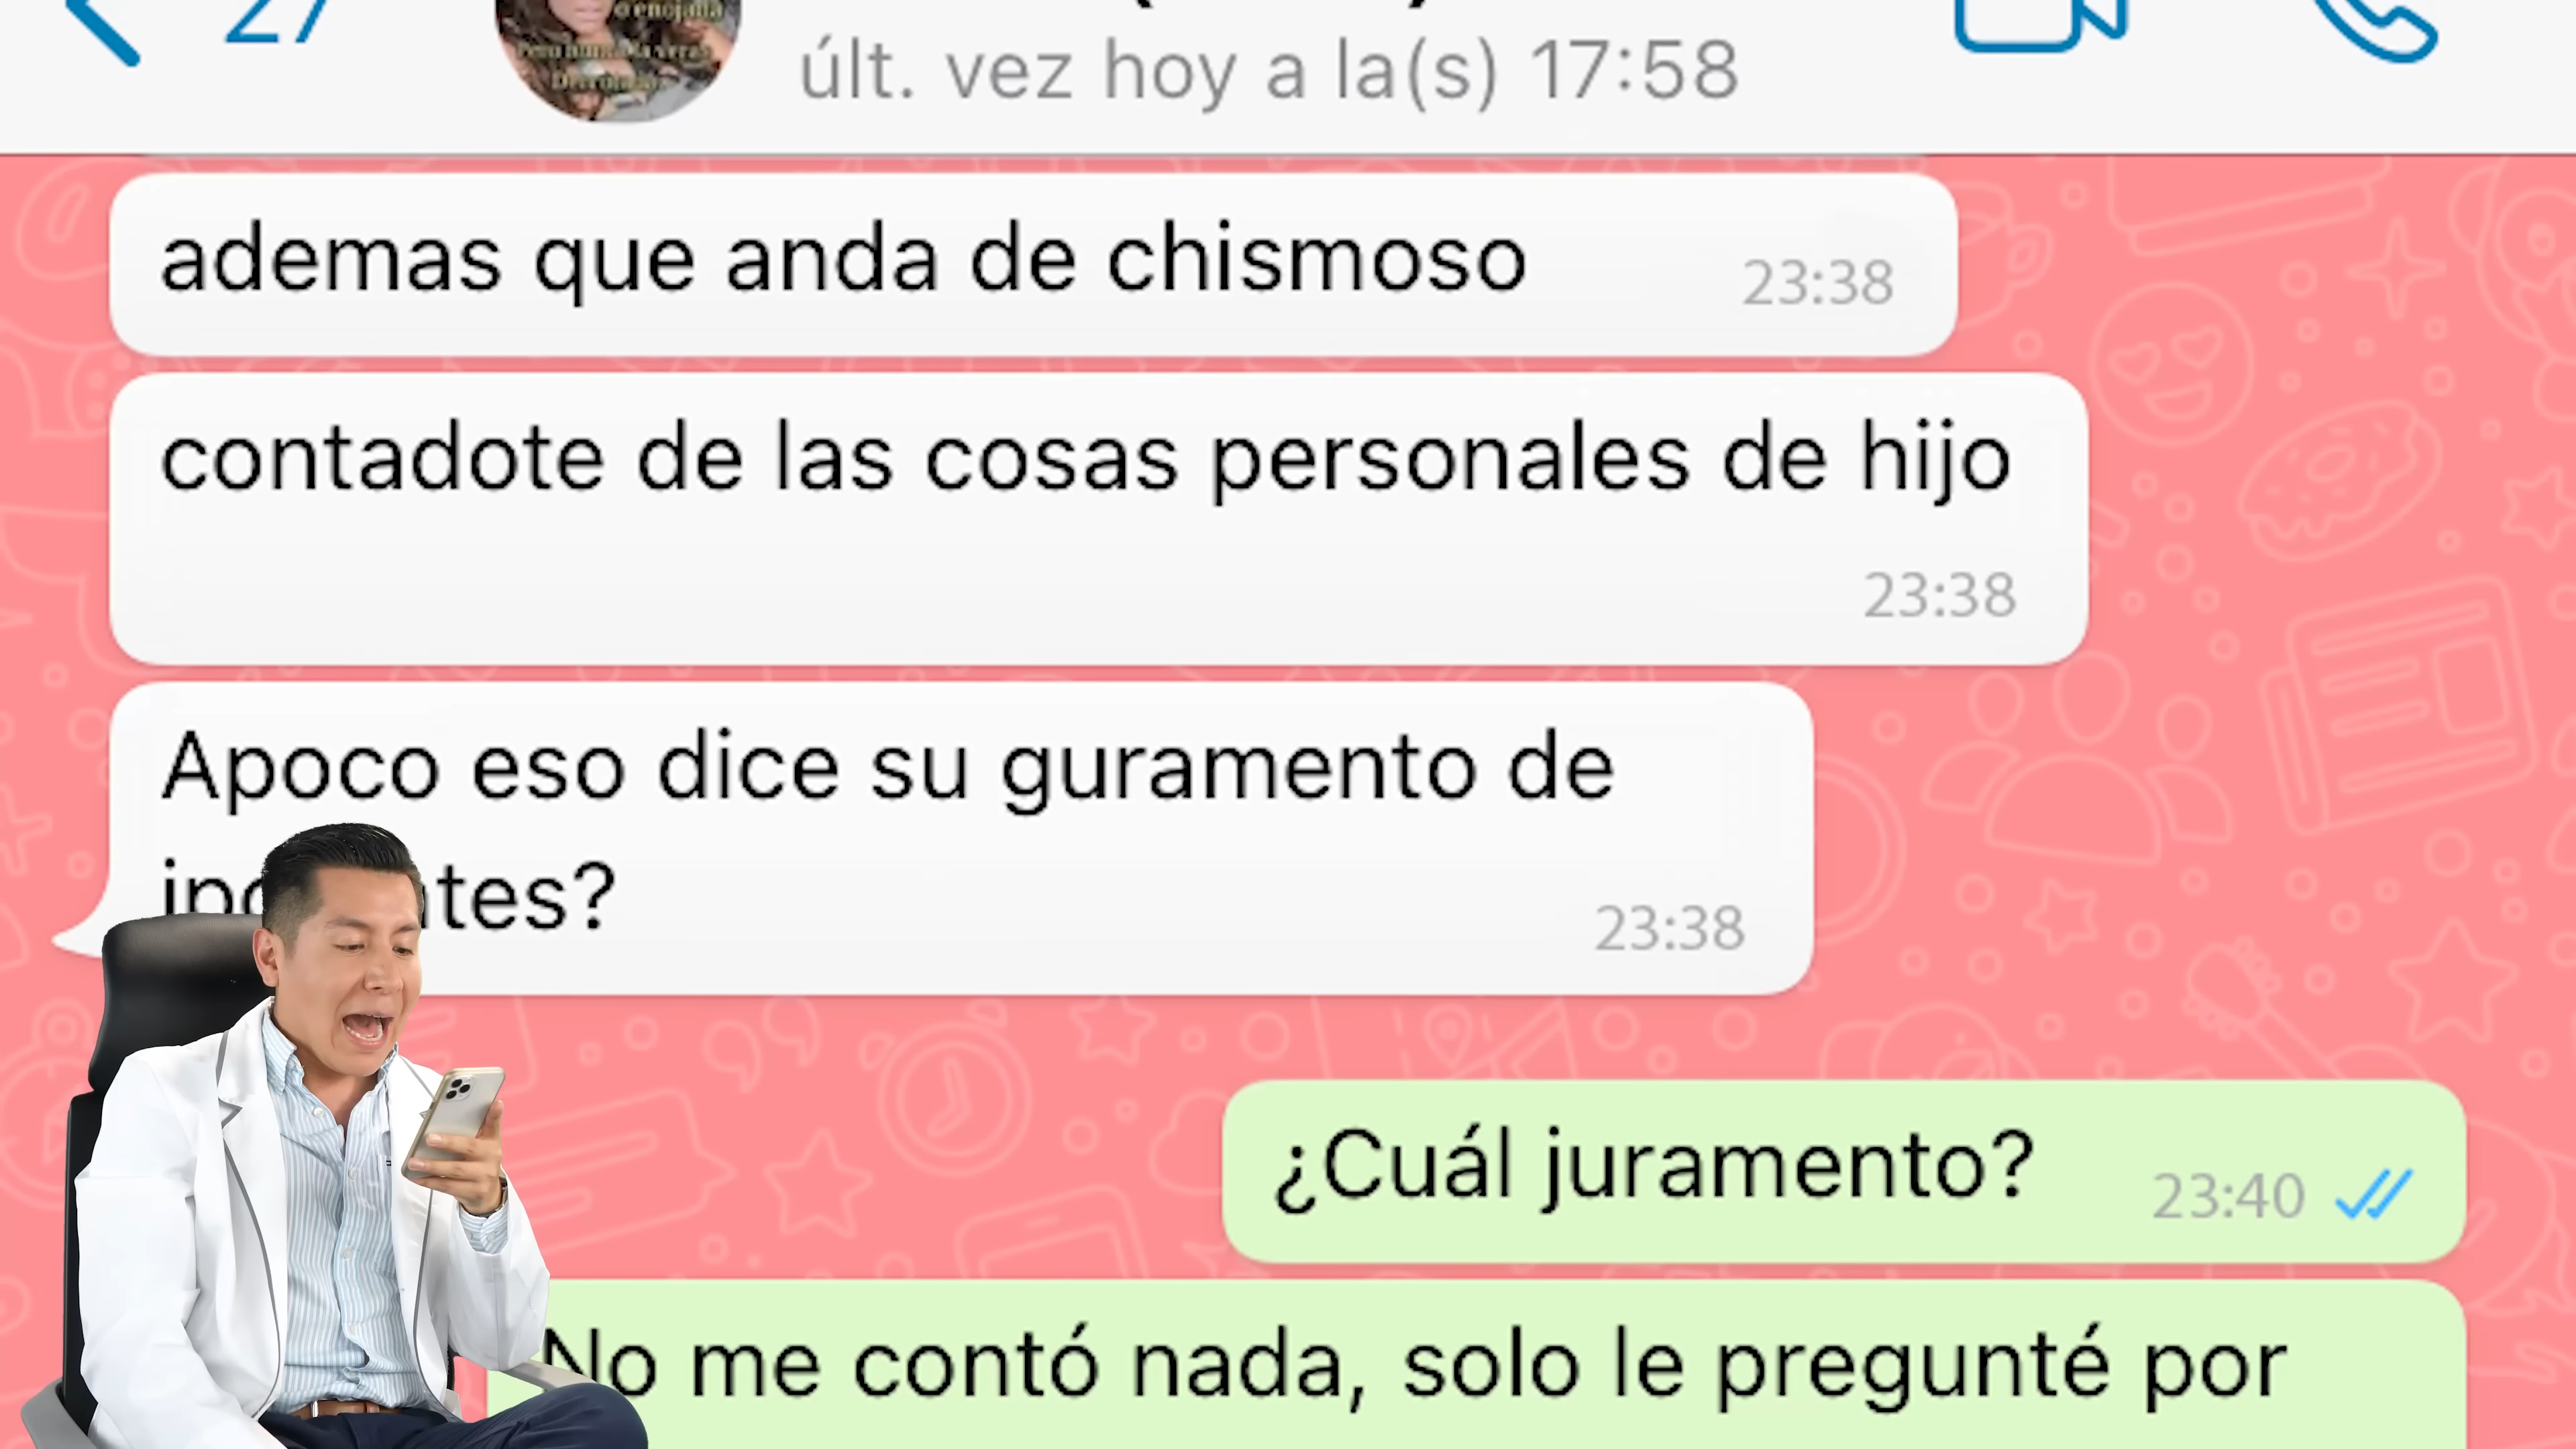 27
últ. vez hoy a la(s) 17:58
ademas que anda de chismoso
23:38
contadote de las cosas personales de hijo
23:38
Apoco eso dice su guramento de
23:38
¿Cuál juramento?
23:40
No me contó nada, solo le pregunté por